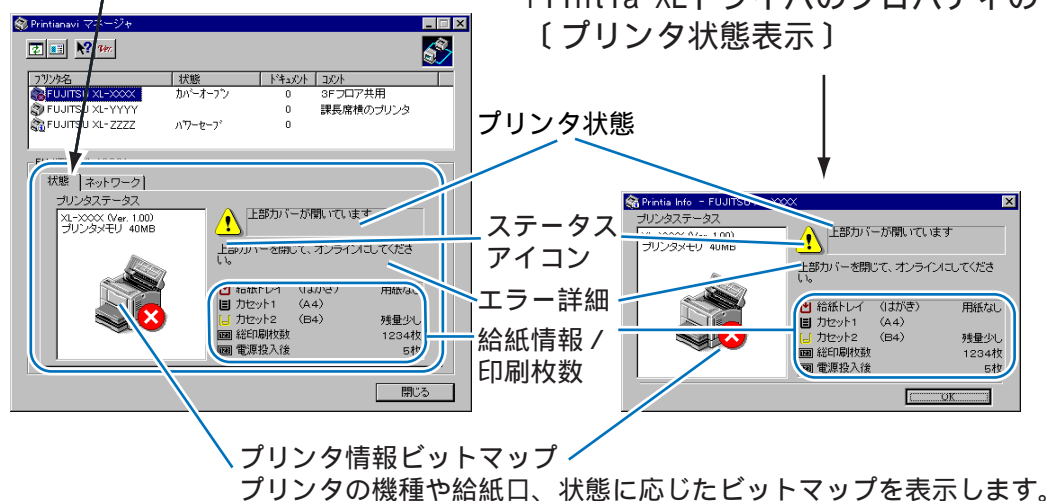 Printia XLドライバのプロパティの
〔プリンタ状態表示〕
Printianavi マネージャ
プリンタ名 状態 ドキュメント コメント
FUJITSU XL-XXXX カバーオープン 0 3Fフロア共用
FUJITSU XL-YYYY 0 課長席横のプリンタ
FUJITSU XL-ZZZZ パワーセーブ 0
状態 ネットワーク
プリンタステータス
XL-XXXX (Ver. 1.00)
プリンタメモリ 40MB
上部カバーが開いています
上部カバーを閉じて、オンラインにしてくださ
い。
給紙トレイ (はがき) 用紙なし
カセット1 (A4)
カセット2 (B4) 残量少し
総印刷枚数 1234枚
電源投入後 5枚
閉じる
プリンタ状態
ステータス
アイコン
エラー詳細
給紙情報/
印刷枚数
Printia Info - FUJITSU
プリンタステータス
プリンタメモリ 40MB
上部カバーが開いています
上部カバーを閉じて、オンラインにしてくださ
い。
給紙トレイ (はがき) 用紙なし
カセット1 (A4)
カセット2 (B4) 残量少し
総印刷枚数 1234枚
電源投入後 5枚
OK
プリンタ情報ビットマップ
プリンタの機種や給紙口、状態に応じたビットマップを表示します。